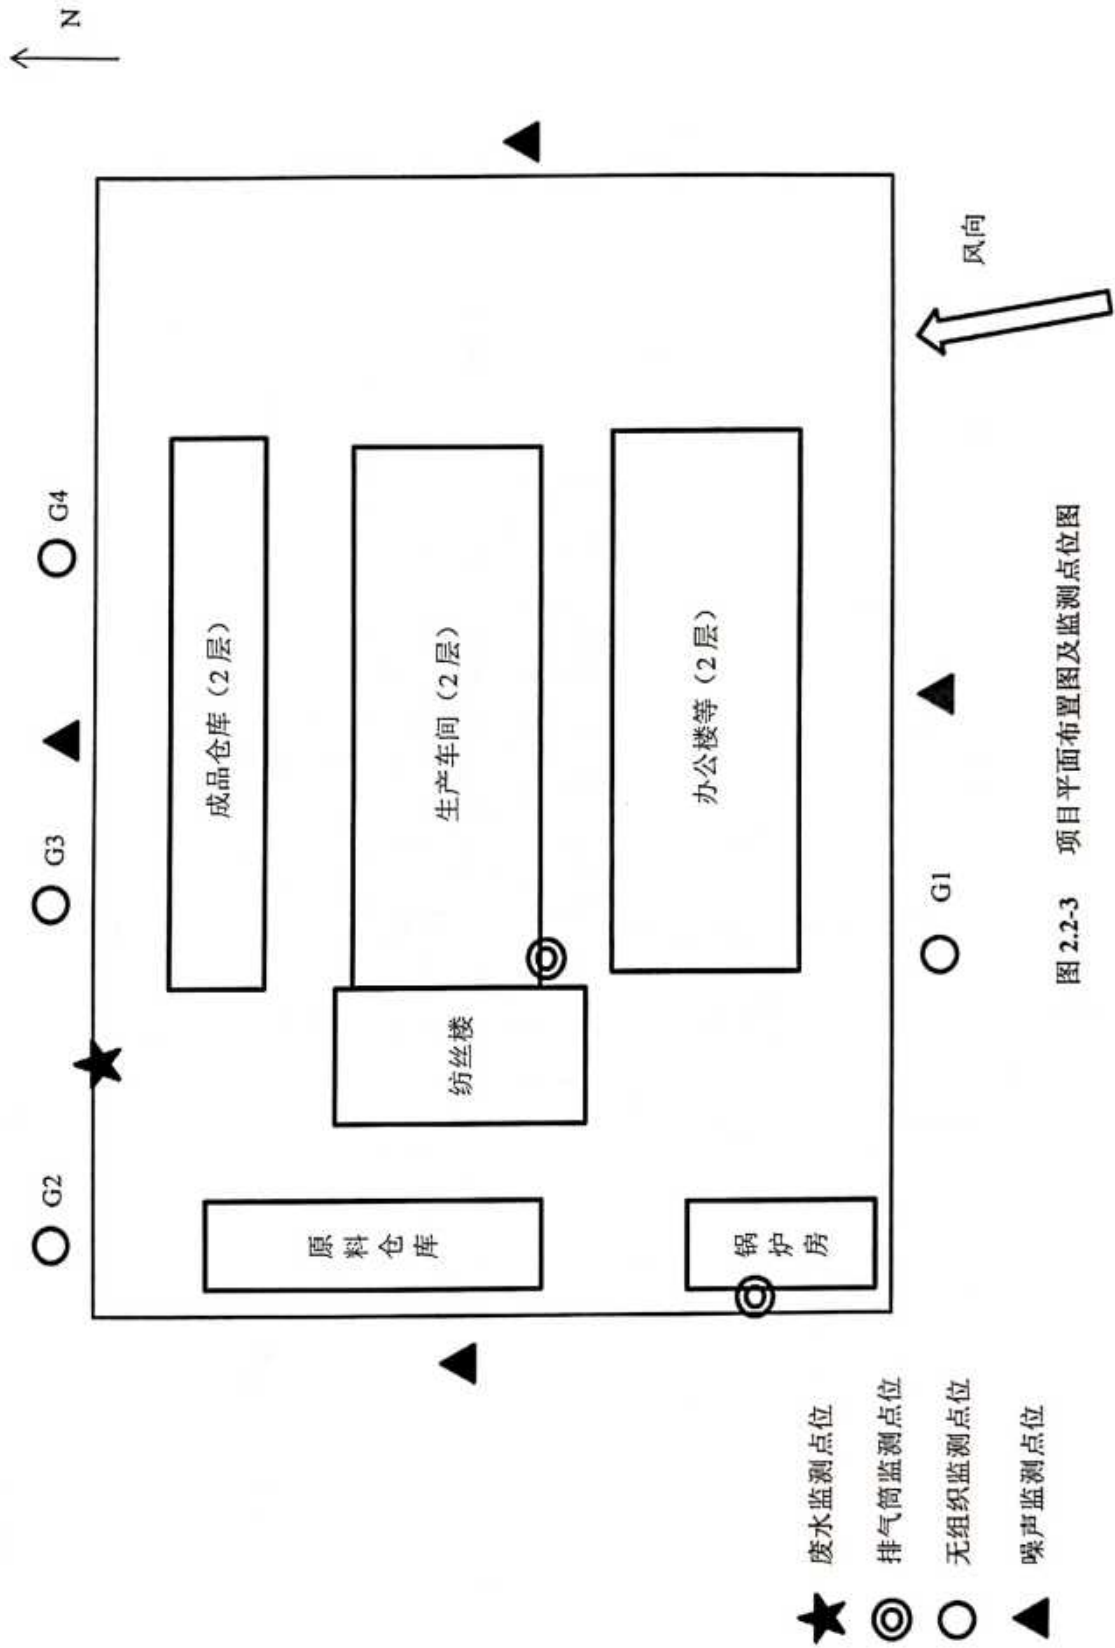 G2
G3
G4
N
成品仓库（2 层）
原
料
仓
库
纺丝楼
生产车间（2 层）
办公楼等（2 层）
锅
炉
房
G1
风向
废水监测点位
排气筒监测点位
无组织监测点位
噪声监测点位
图 2.2-3 项目平面布置图及监测点位图